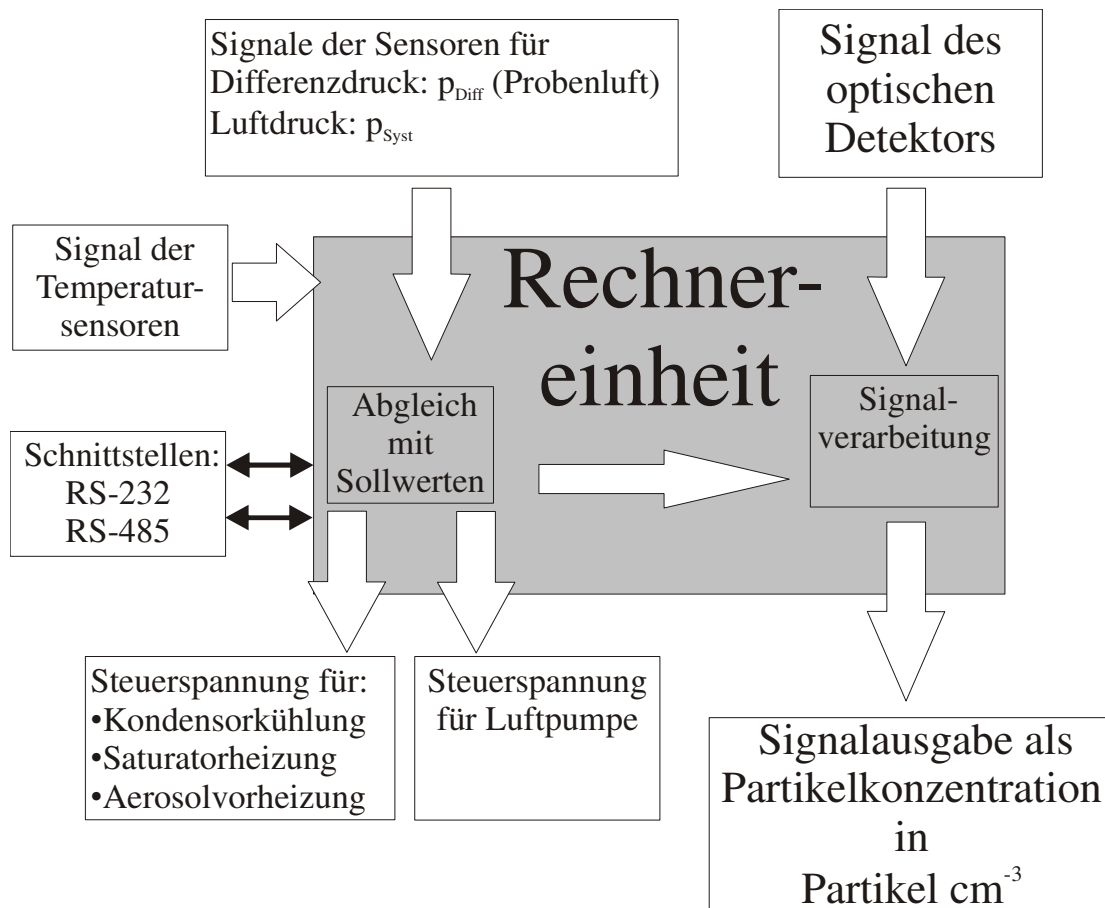 Signale der Sensoren für
Differenzdruck: p_Diff (Probenluft)
Luftdruck: p_Syst
Signal des
optischen
Detektors
Signal der
Temperatur-
sensoren
Rechner-
einheit
Abgleich
mit
Sollwerten
Signal-
verarbeitung
Schnittstellen:
RS-232
RS-485
Steuerspannung für:
•Kondensorkühlung
•Saturatorheizung
•Aerosolvorheizung
Steuerspannung
für Luftpumpe
Signalausgabe als
Partikelkonzentration
in
Partikel cm⁻³